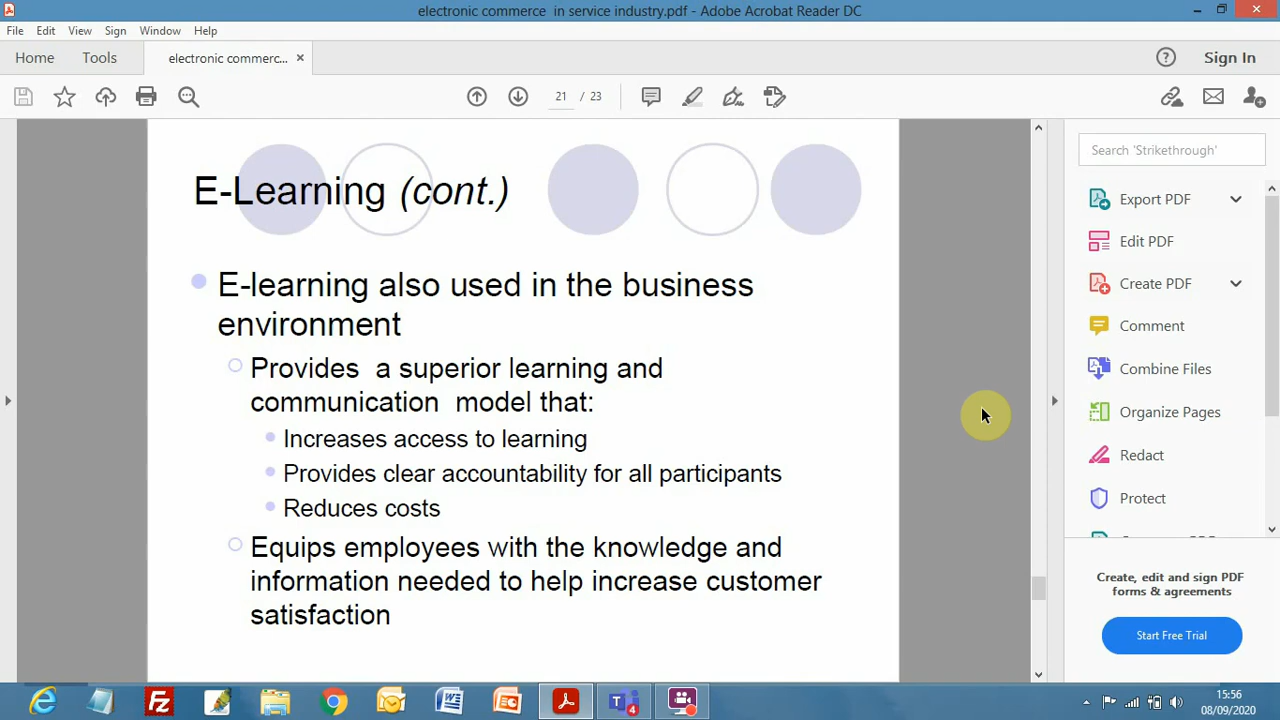 electronic commerce  in service industry.pdf - Adobe Acrobat Reader DC
File Edit View Sign Window Help
Home Tools electronic commerc... × Sign In
21 / 23
Search 'Strikethrough'
E-Learning (cont.)
E-learning also used in the business
environment
Provides  a superior learning and
communication  model that:
Increases access to learning
Provides clear accountability for all participants
Reduces costs
Equips employees with the knowledge and
information needed to help increase customer
satisfaction
Export PDF
Edit PDF
Create PDF
Comment
Combine Files
Organize Pages
Redact
Protect
Create, edit and sign PDF
forms & agreements
Start Free Trial
4
15:56
08/09/2020